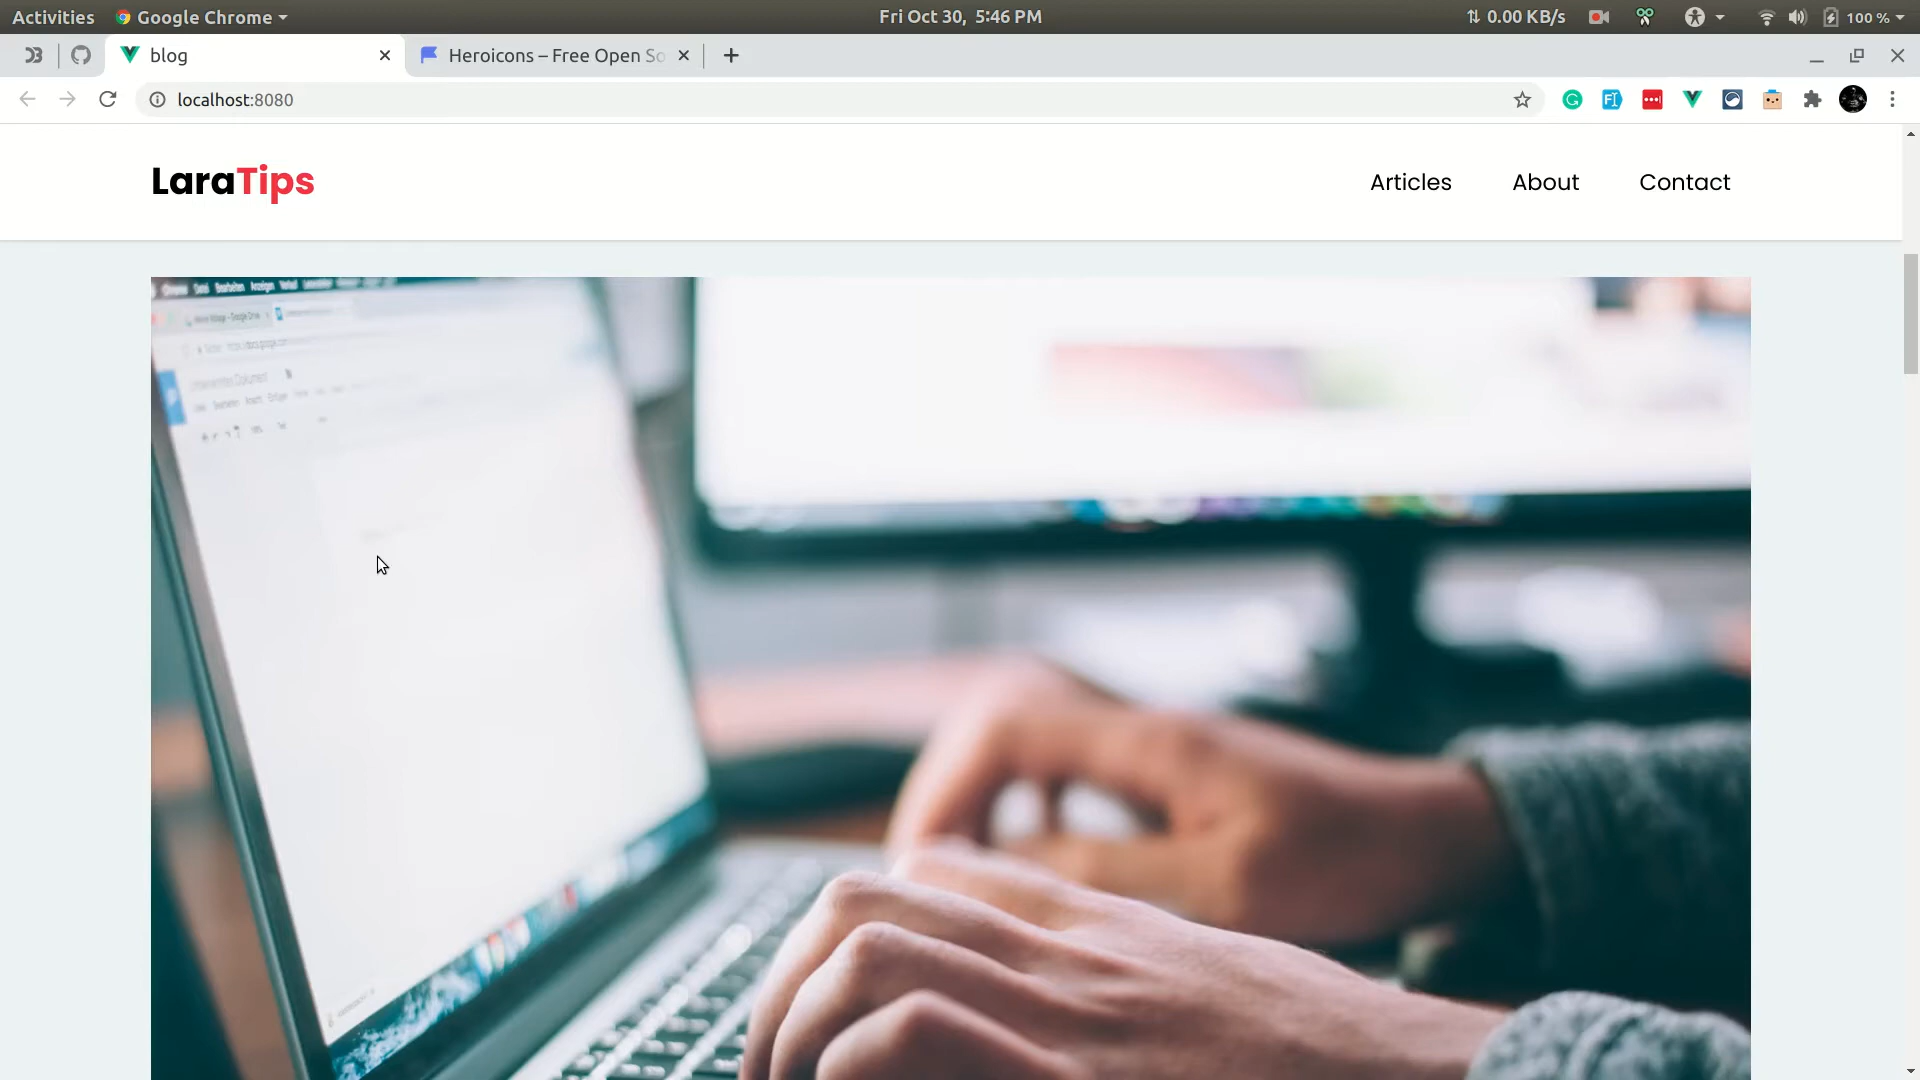 Activities Google Chrome Fri Oct 30, 5:46 PM 0.00 KB/s 100 %
blog Heroicons – Free Open So
localhost:8080
LaraTips Articles About Contact